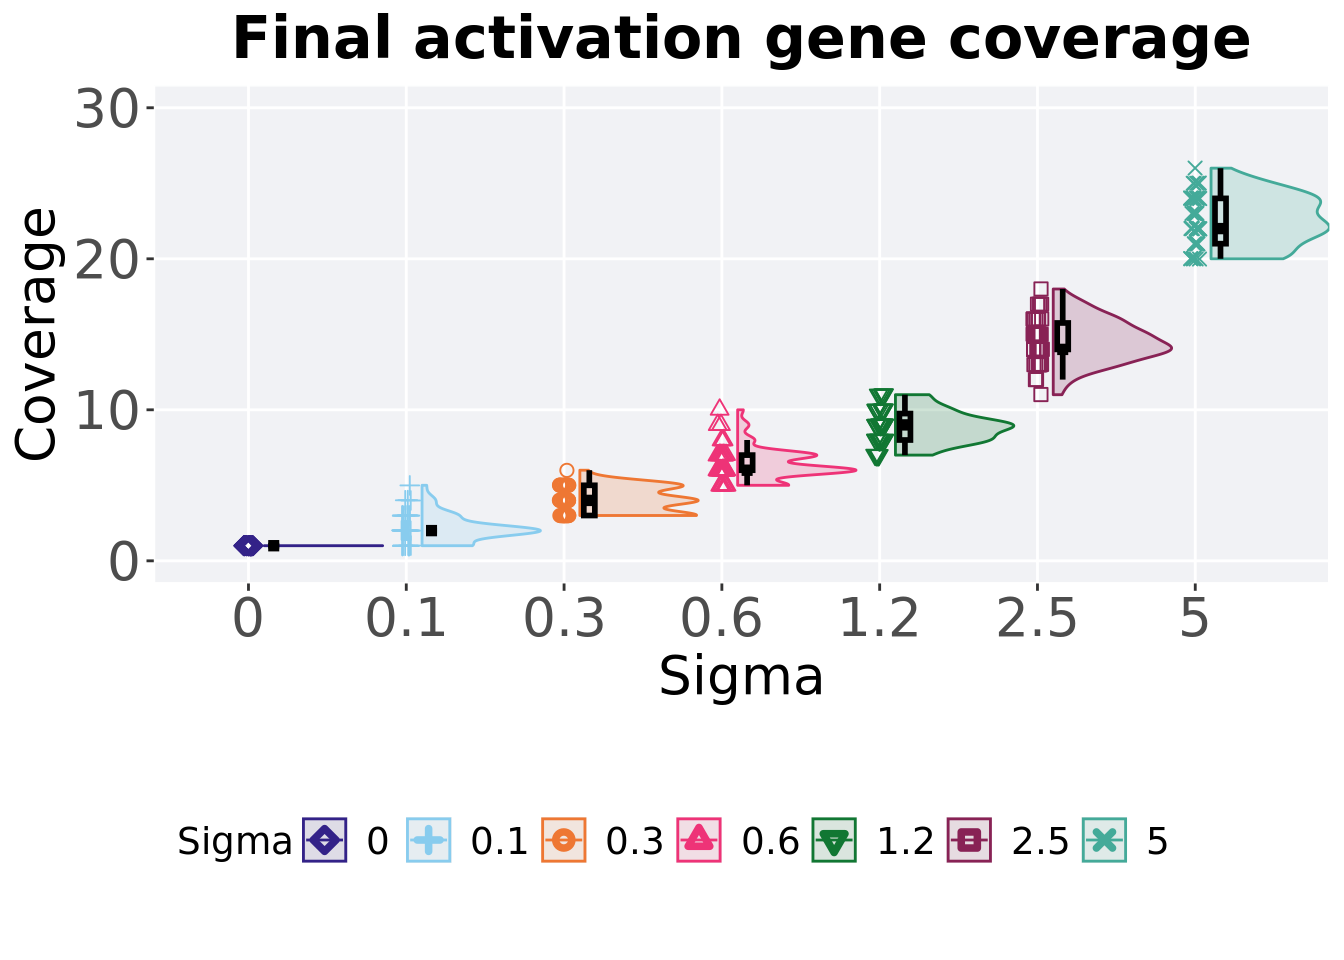 Final activation gene coverage
30
20
10
0
Coverage
0 0.1 0.3 0.6 1.2 2.5 5
Sigma
Sigma 0 0.1 0.3 0.6 1.2 2.5 5